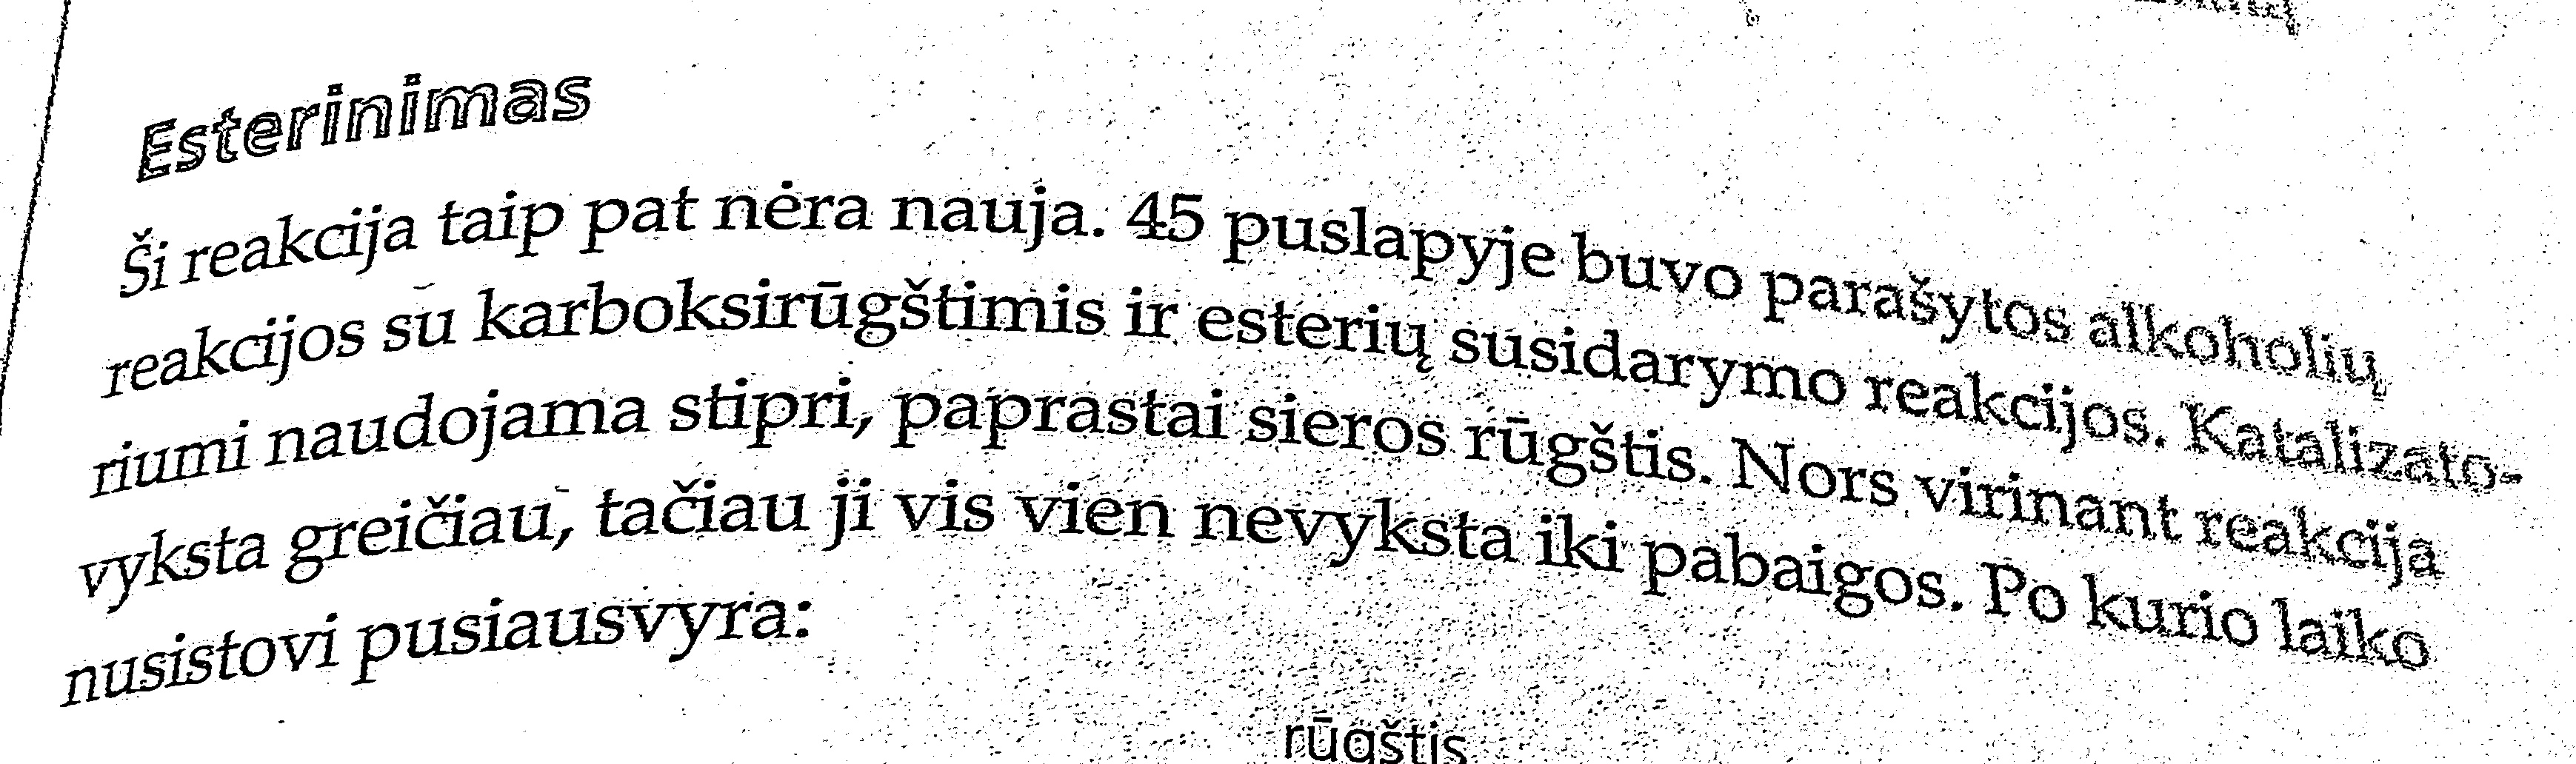 Esterinimas
Ši reakcija taip pat nėra nauja. 45 puslapyje buvo parašytos alkoholių
reakcijos su karboksirūgštimis ir esterių susidarymo reakcijos. Katalizato-
riumi naudojama stipri, paprastai sieros rūgštis. Nors virinant reakcija
vyksta greičiau, tačiau ji vis vien nevyksta iki pabaigos. Po kurio laiko
nusistovi pusiausvyra:
rūgštis